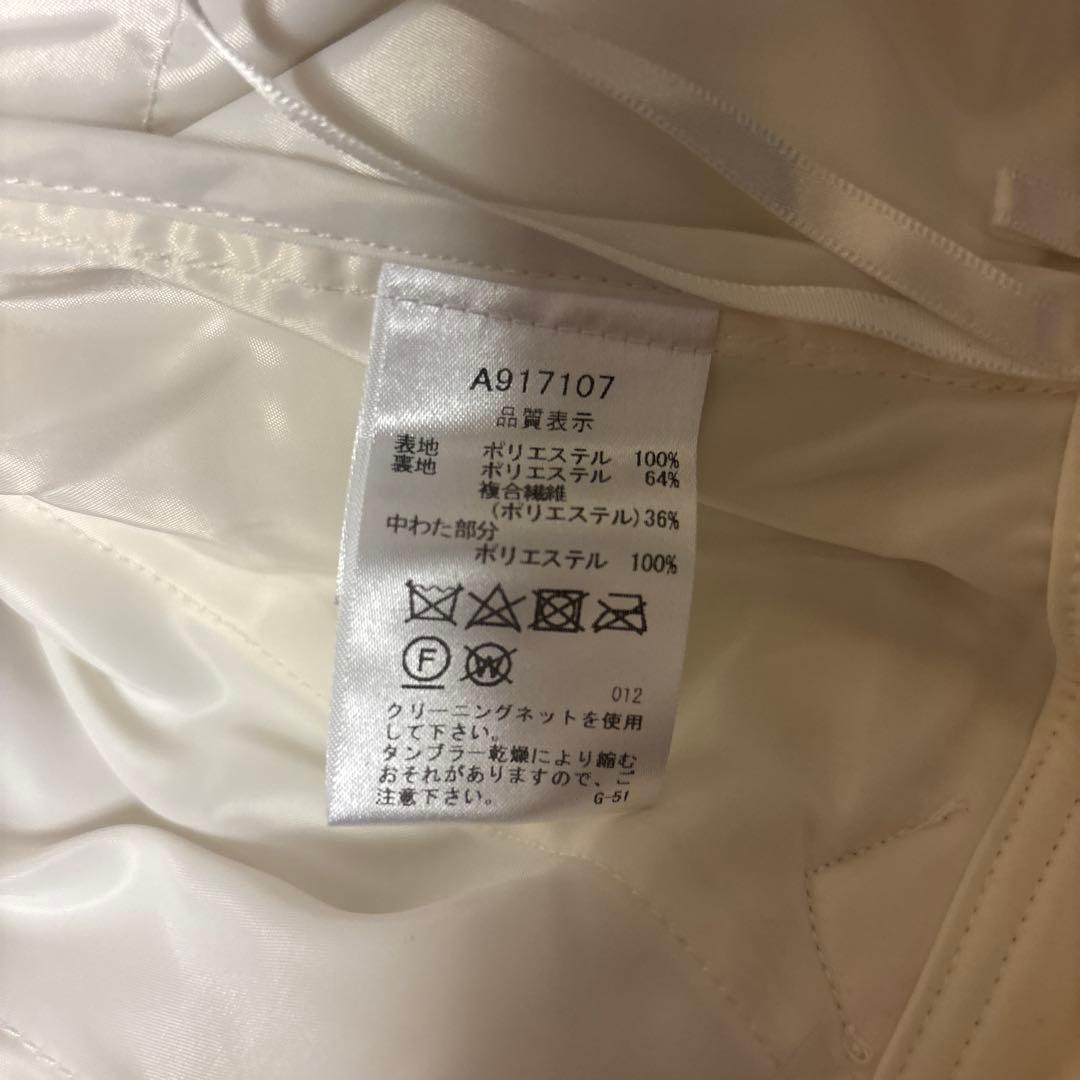 A917107
品質表示
表地 ポリエステル 100%
裏地 ポリエステル 64%
複合繊維
(ポリエステル)36%
中わた部分
ポリエステル 100%
F W
012
クリーニングネットを使用
して下さい。
タンブラー乾燥により縮む
おそれがありますので、ご
注意下さい。 G-51